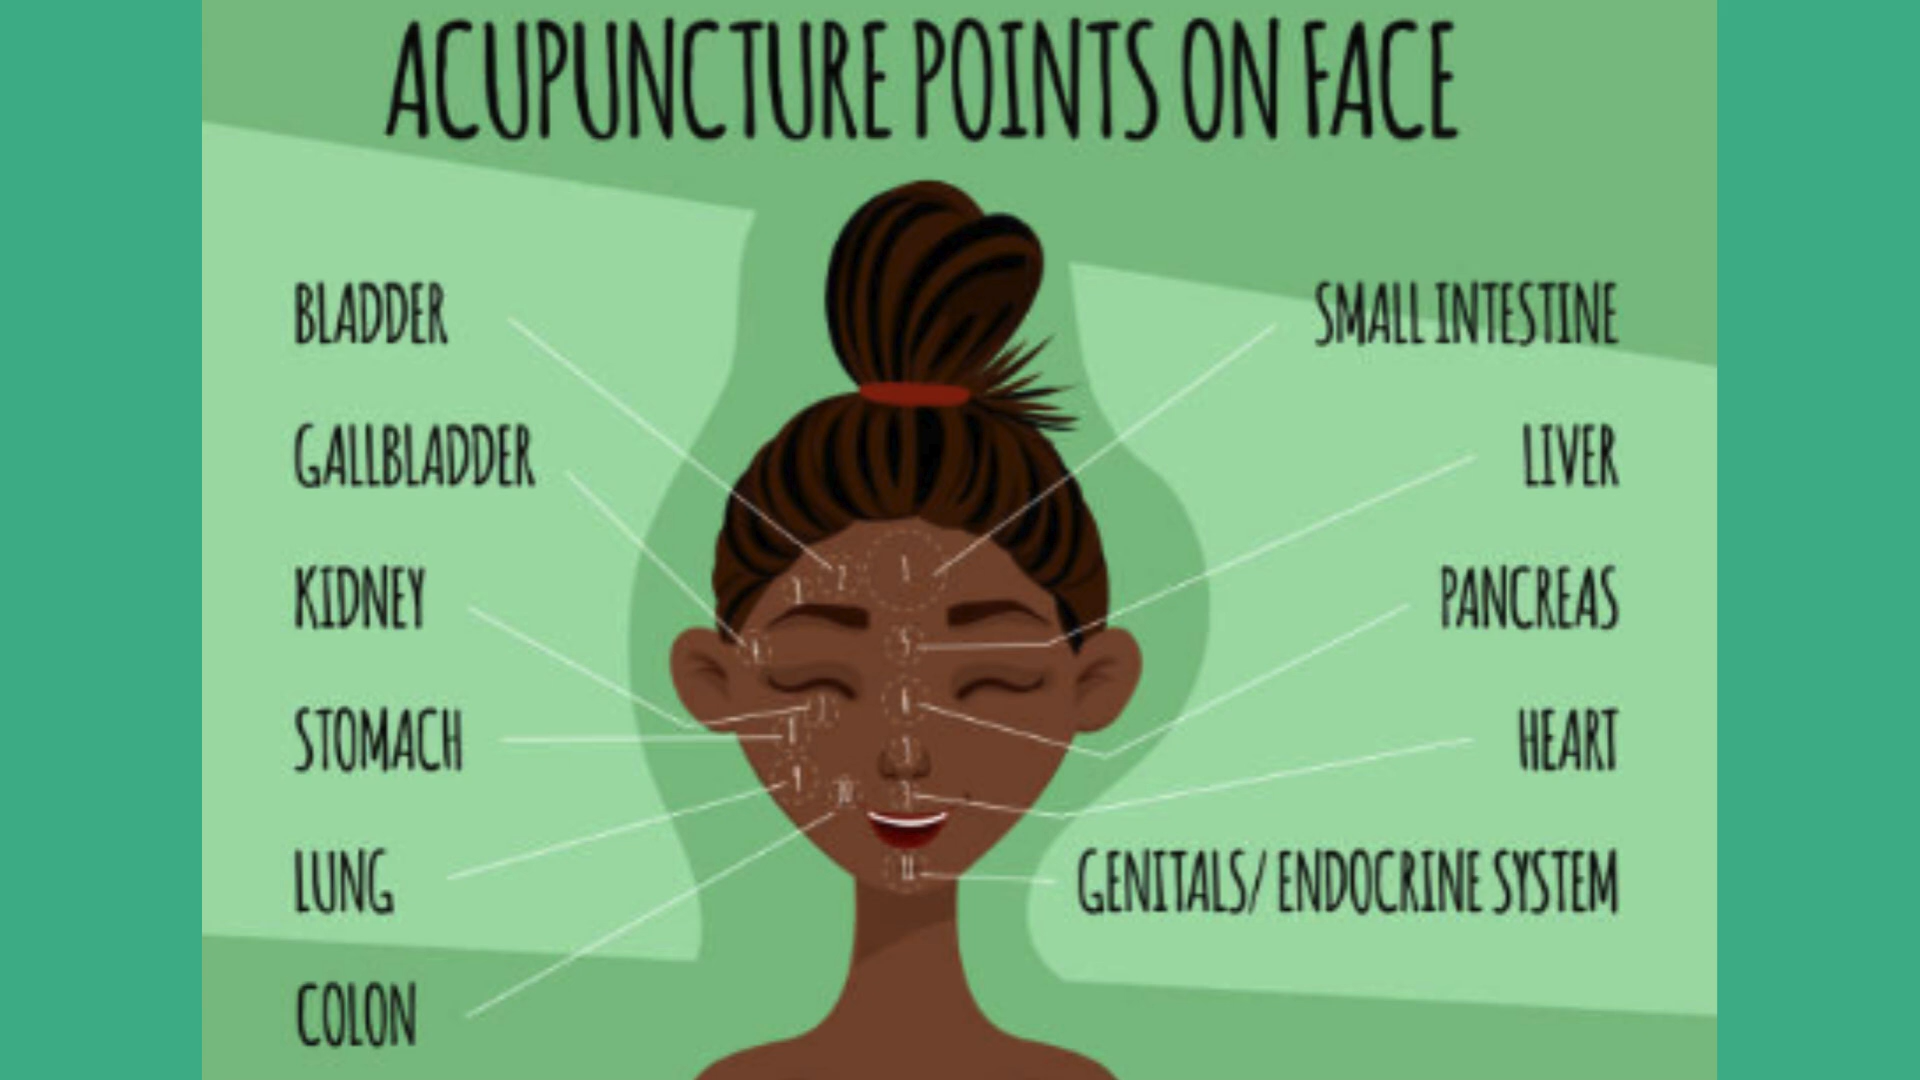 ACUPUNCTURE POINTS ON FACE
BLADDER
SMALL INTESTINE
GALLBLADDER
LIVER
KIDNEY
PANCREAS
STOMACH
HEART
LUNG
GENITALS/ ENDOCRINE SYSTEM
COLON